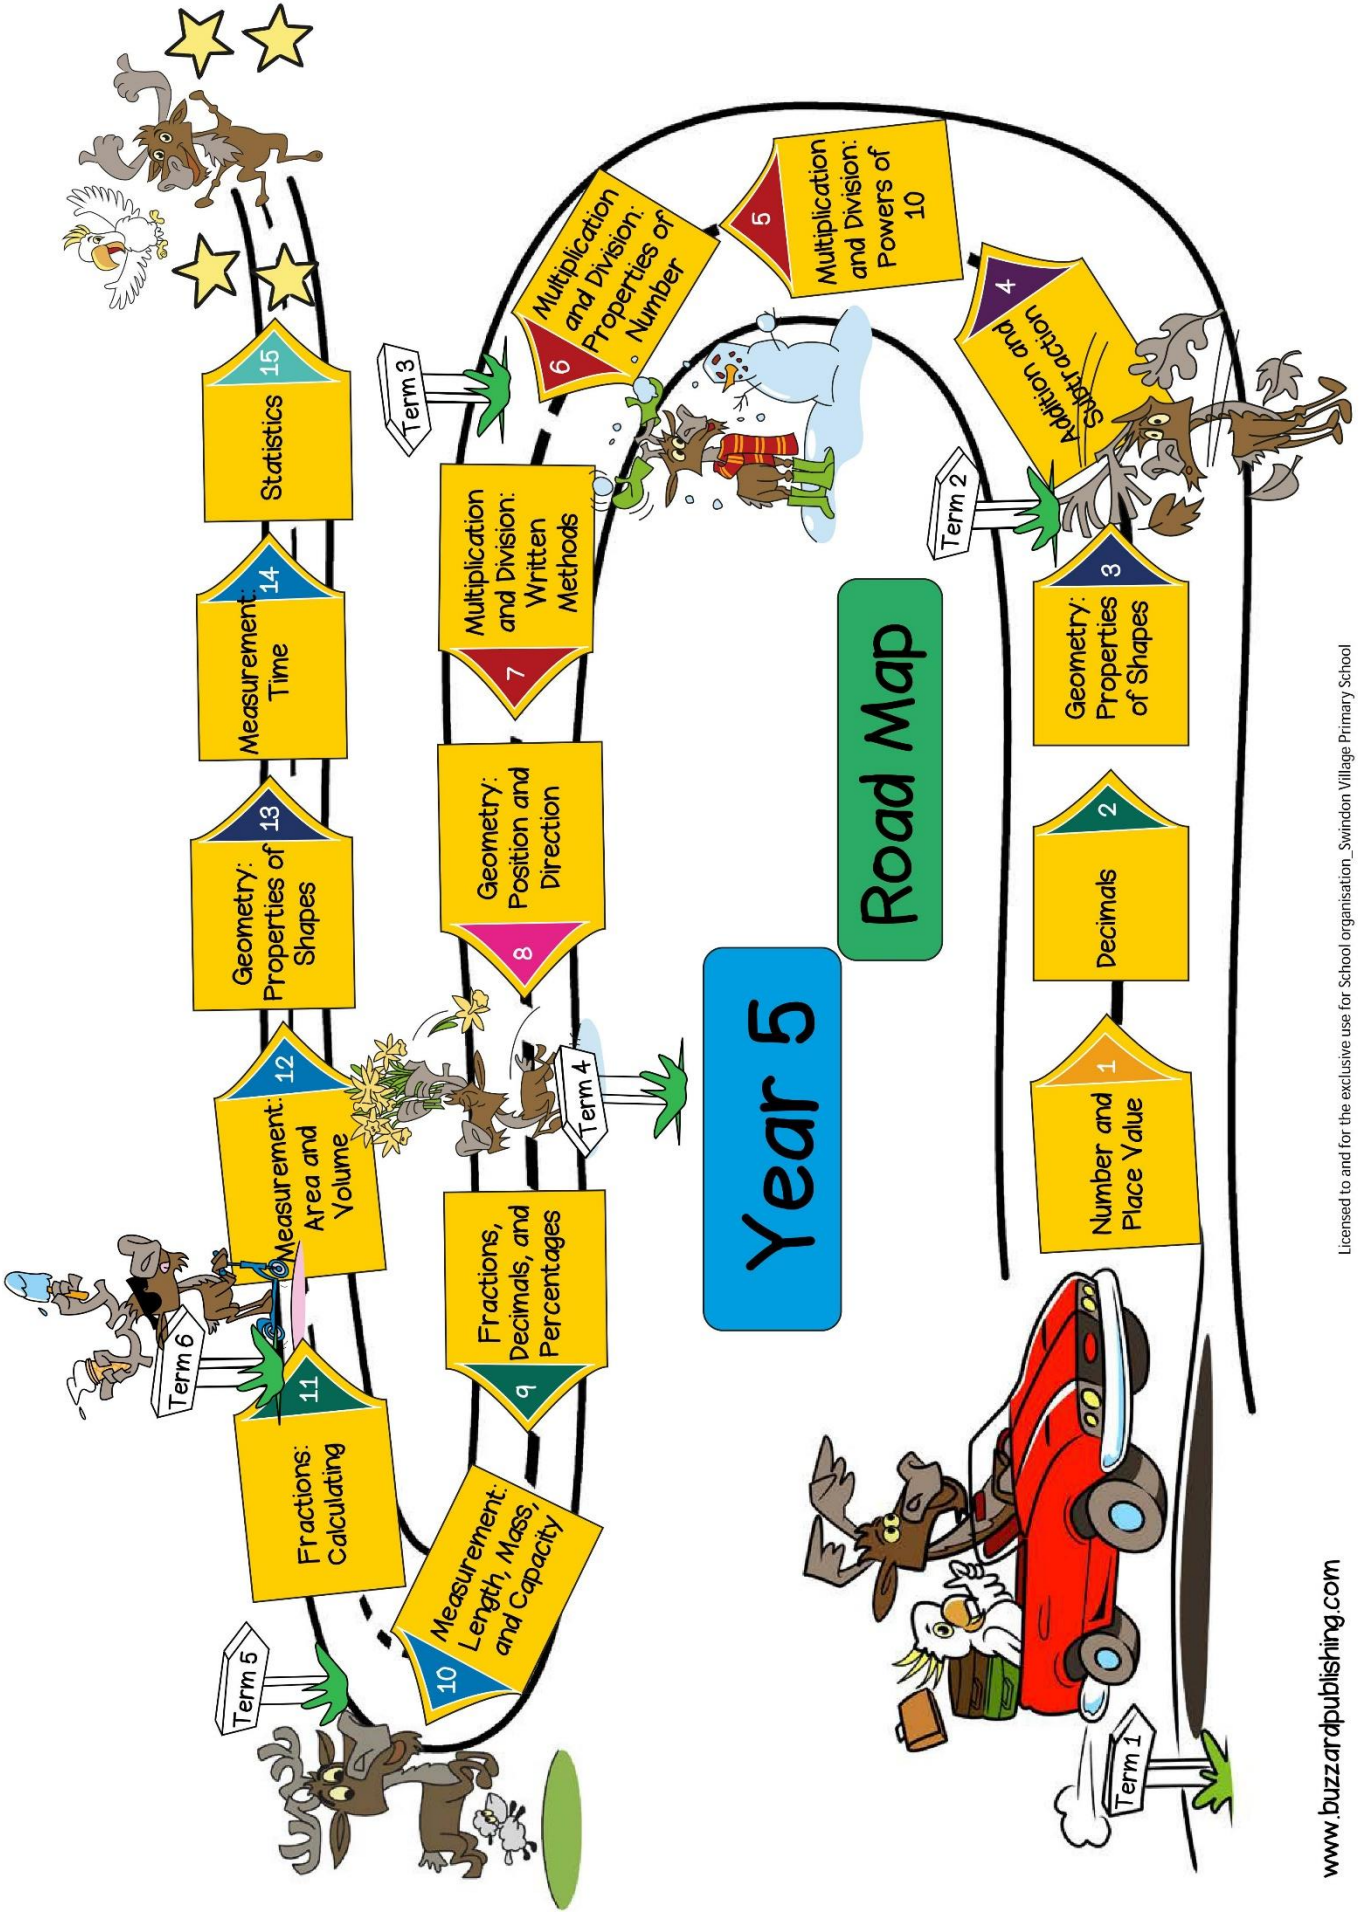 Year 5
Road Map
Term 1
1
Number and
Place Value
2
Decimals
3
Geometry:
Properties
of Shapes
Term 2
4
Addition and
Subtraction
5
Multiplication
and Division:
Powers of
10
6
Multiplication
and Division:
Properties of
Number
Term 3
7
Multiplication
and Division:
Written
Methods
8
Geometry:
Position and
Direction
Term 4
9
Fractions,
Decimals, and
Percentages
10
Measurement:
Length, Mass,
and Capacity
Term 5
11
Fractions:
Calculating
Term 6
12
Measurement:
Area and
Volume
13
Geometry:
Properties of
Shapes
14
Measurement:
Time
15
Statistics
www.buzzardpublishing.com
Licensed to and for the exclusive use for School organisation_Swindon Village Primary School